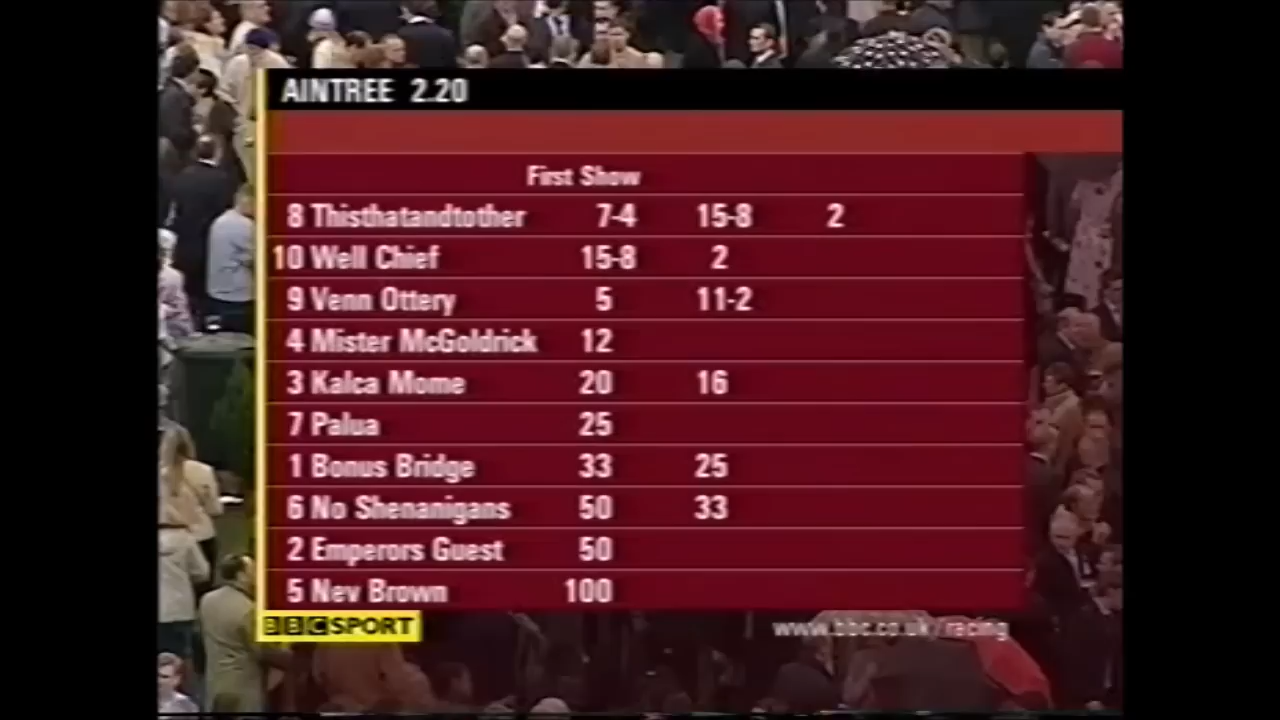 AINTREE 2.20
First Show
8 Thisthatandtother 7-4 15-8 2
10 Well Chief 15-8 2
9 Venn Ottery 5 11-2
4 Mister McGoldrick 12
3 Kalca Mome 20 16
7 Palua 25
1 Bonus Bridge 33 25
6 No Shenanigans 50 33
2 Emperors Guest 50
5 Nev Brown 100
BBC SPORT www.bbc.co.uk/racing